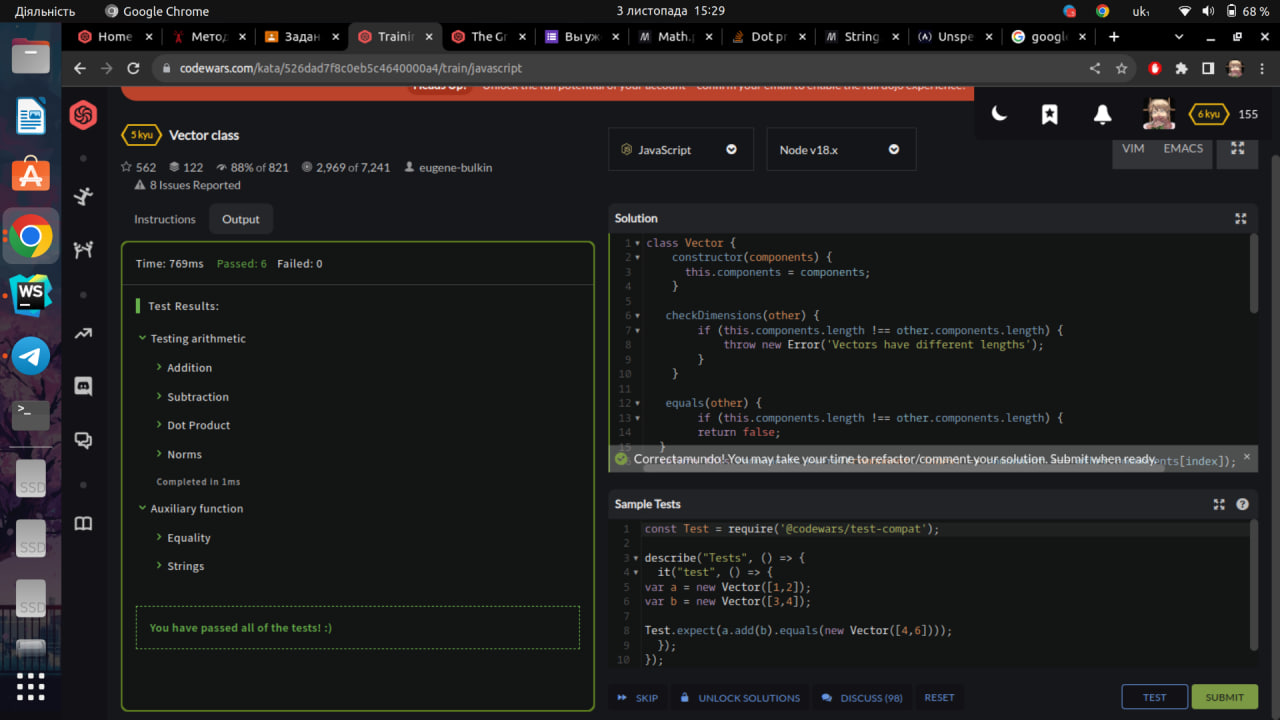 Діяльність
Google Chrome
3 листопада 15:29
uk₁
68 %
Home
Метод
Задан
Trainin
The Gr
Вы уж
Math.p
Dot pr
String
Unspe
google
codewars.com/kata/526dad7f8c0eb5c4640000a4/train/javascript
Heads Up! Unlock the full potential of your account - confirm your email to enable the full dojo experience!
6 kyu 155
5 kyu Vector class
JavaScript
Node v18.x
VIM EMACS
562 122 88% of 821 2,969 of 7,241 eugene-bulkin
8 Issues Reported
Instructions Output
Time: 769ms Passed: 6 Failed: 0
Test Results:
Testing arithmetic
Addition
Subtraction
Dot Product
Norms
Completed in 1ms
Auxiliary function
Equality
Strings
You have passed all of the tests! :)
Solution
1 class Vector {
2 constructor(components) {
3 this.components = components;
4 }
5
6 checkDimensions(other) {
7 if (this.components.length !== other.components.length) {
8 throw new Error('Vectors have different lengths');
9 }
10 }
11
12 equals(other) {
13 if (this.components.length !== other.components.length) {
14 return false;
15 }
Correctamundo! You may take your time to refactor/comment your solution. Submit when ready.
[index]);
Sample Tests
1 const Test = require('@codewars/test-compat');
2
3 describe("Tests", () => {
4 it("test", () => {
5 var a = new Vector([1,2]);
6 var b = new Vector([3,4]);
7
8 Test.expect(a.add(b).equals(new Vector([4,6])));
9 });
10 });
SKIP UNLOCK SOLUTIONS DISCUSS (98) RESET TEST SUBMIT
WS
>_
SSD
SSD
SSD